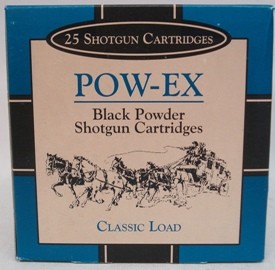 25 SHOTGUN CARTRIDGES
POW-EX
Black Powder
Shotgun Cartridges
CLASSIC LOAD